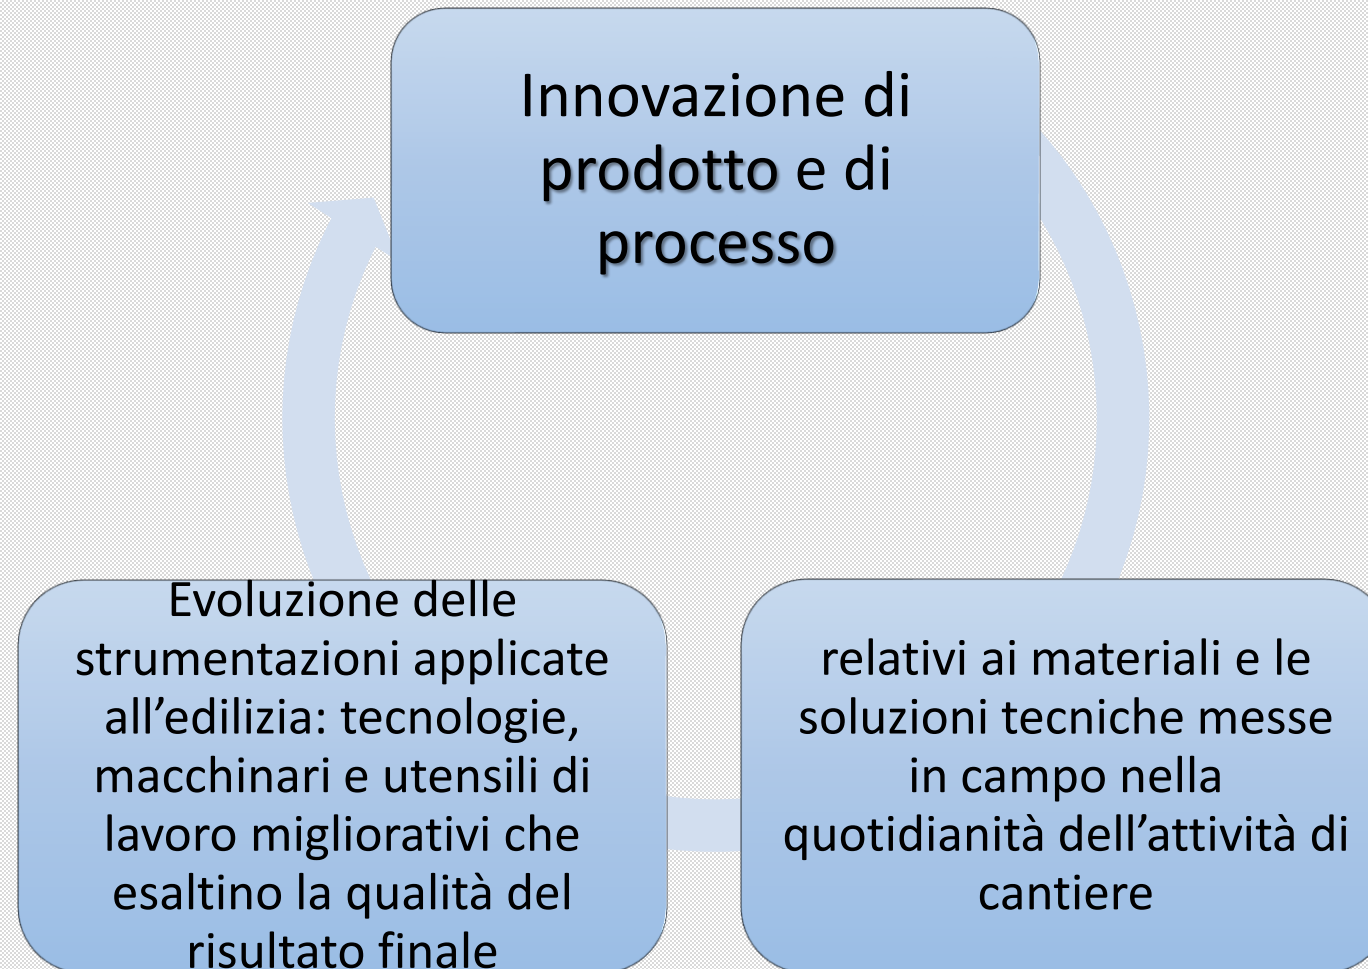 Innovazione di
prodotto e di
processo
Evoluzione delle
strumentazioni applicate
all’edilizia: tecnologie,
macchinari e utensili di
lavoro migliorativi che
esaltino la qualità del
risultato finale
relativi ai materiali e le
soluzioni tecniche messe
in campo nella
quotidianità dell’attività di
cantiere